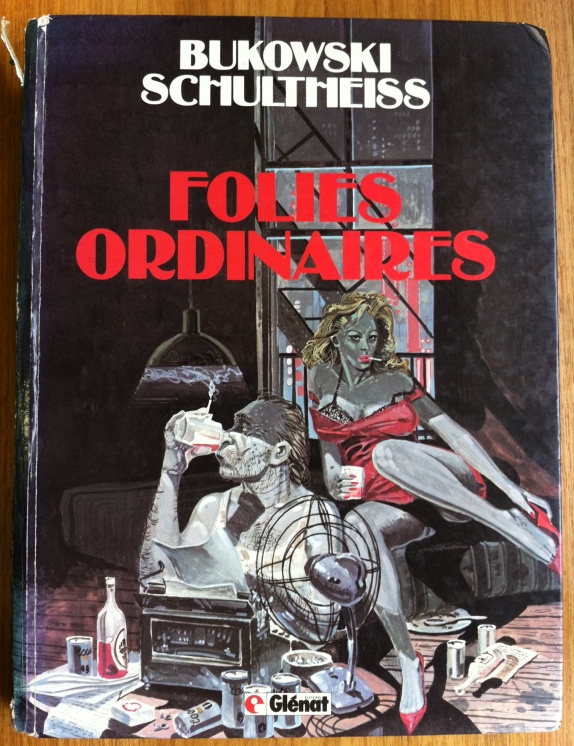 BUKOWSKI
SCHULTHEISS
FOLIES
ORDINAIRES
Glénat